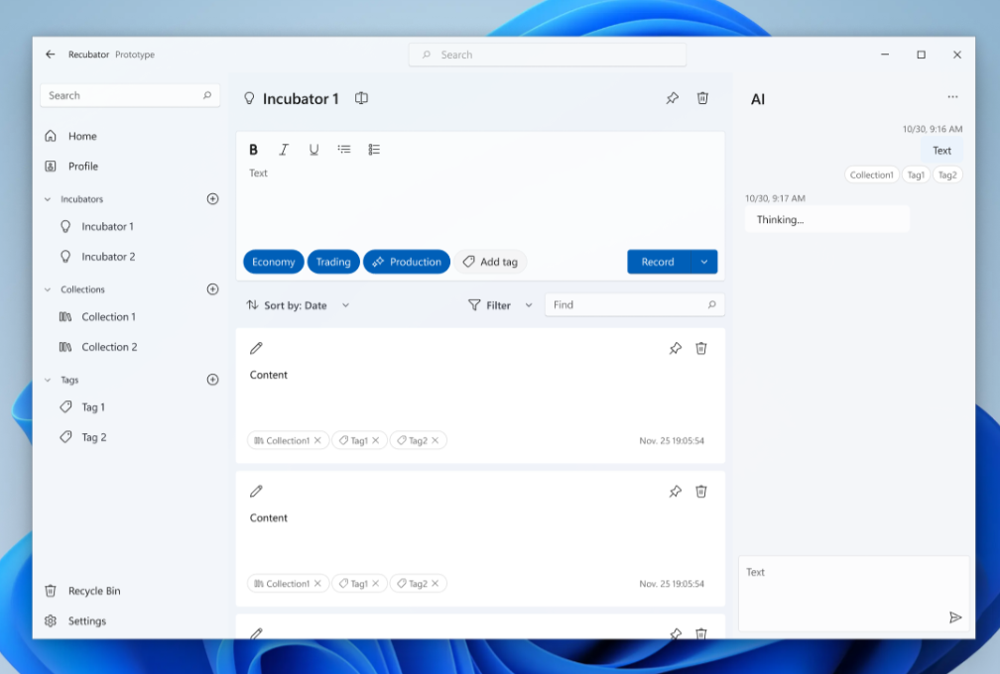 Recubator Prototype
Search
Search
Home
Profile
Incubators
Incubator 1
Incubator 2
Collections
Collection 1
Collection 2
Tags
Tag 1
Tag 2
Recycle Bin
Settings
Incubator 1
B I U
Text
Economy Trading Production Add tag Record
Sort by: Date Filter Find
Content
Collection1 Tag1 Tag2 Nov. 25 19:05:54
Content
Collection1 Tag1 Tag2 Nov. 25 19:05:54
AI
10/30, 9:16 AM
Text
Collection1 Tag1 Tag2
10/30, 9:17 AM
Thinking...
Text